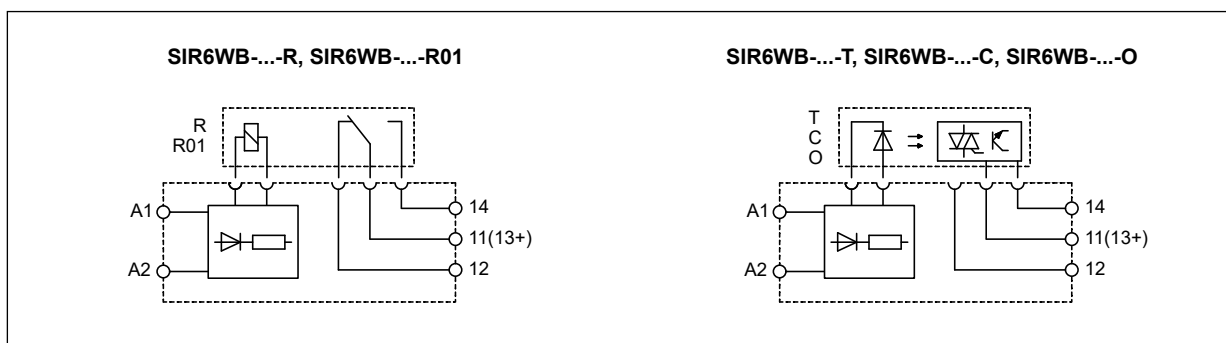 SIR6WB-...-R, SIR6WB-...-R01
R
R01
A1
A2
14
11(13+)
12
SIR6WB-...-T, SIR6WB-...-C, SIR6WB-...-O
T
C
O
A1
A2
14
11(13+)
12